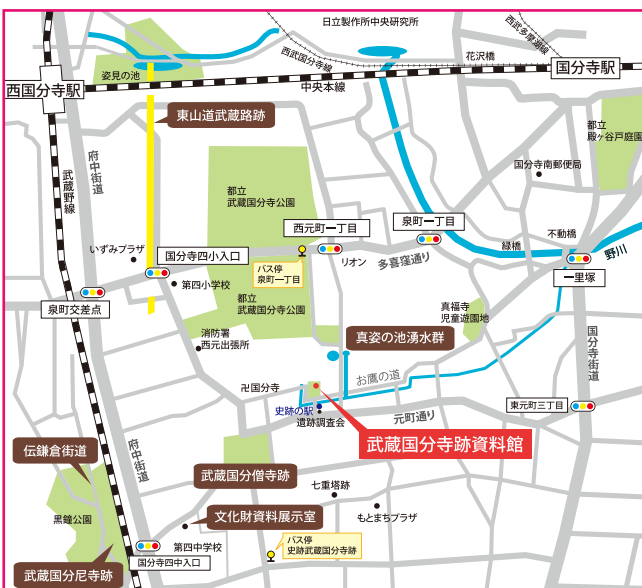 日立製作所中央研究所
西武多摩湖線
西武国分寺線
花沢橋
国分寺駅
姿見の池
西国分寺駅
中央本線
東山道武蔵路跡
都立
殿ヶ谷戸庭園
府中街道
武蔵野線
国分寺南郵便局
都立
武蔵国分寺公園
西元町一丁目
泉町一丁目
不動橋
緑橋
野川
いずみプラザ
国分寺四小入口
リオン
多喜窪通り
バス停
泉町一丁目
一里塚
第四小学校
泉町交差点
都立
武蔵国分寺公園
真福寺
児童遊園地
消防署
西元出張所
真姿の池湧水群
国分寺街道
お鷹の道
卍国分寺
史跡の駅
遺跡調査会
元町通り
東元町三丁目
武蔵国分寺跡資料館
府中街道
伝鎌倉街道
武蔵国分僧寺跡
七重塔跡
黒鐘公園
文化財資料展示室
もとまちプラザ
バス停
史跡武蔵国分寺跡
第四中学校
国分寺四中入口
武蔵国分尼寺跡